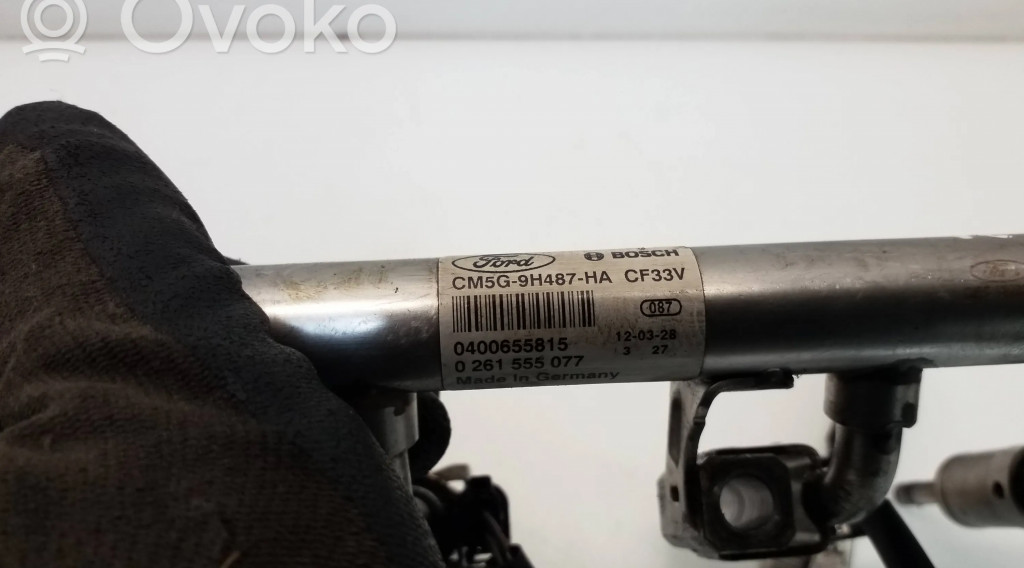 OVOKO
Ford BOSCH
CM5G-9H487-HA CF33V
087
0400655815 12-03-28
0 261 555 077 3 27
Made in Germany